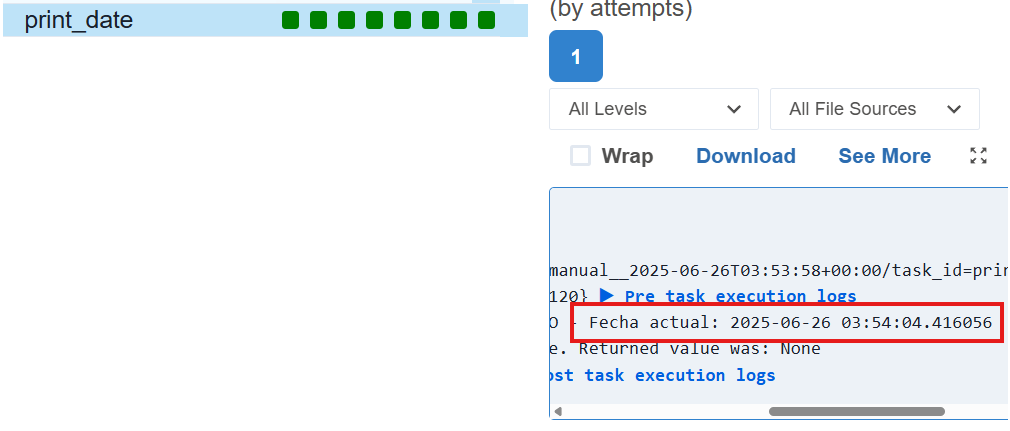 print_date
(by attempts)
1
All Levels
All File Sources
Wrap
Download
See More
manual__2025-06-26T03:53:58+00:00/task_id=prin
120} ▶ Pre task execution logs
O - Fecha actual: 2025-06-26 03:54:04.416056
e. Returned value was: None
ost task execution logs